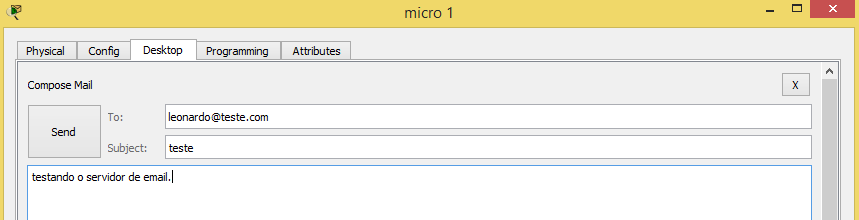 micro 1
Physical Config Desktop Programming Attributes
Compose Mail X
Send
To: leonardo@teste.com
Subject: teste
testando o servidor de email.